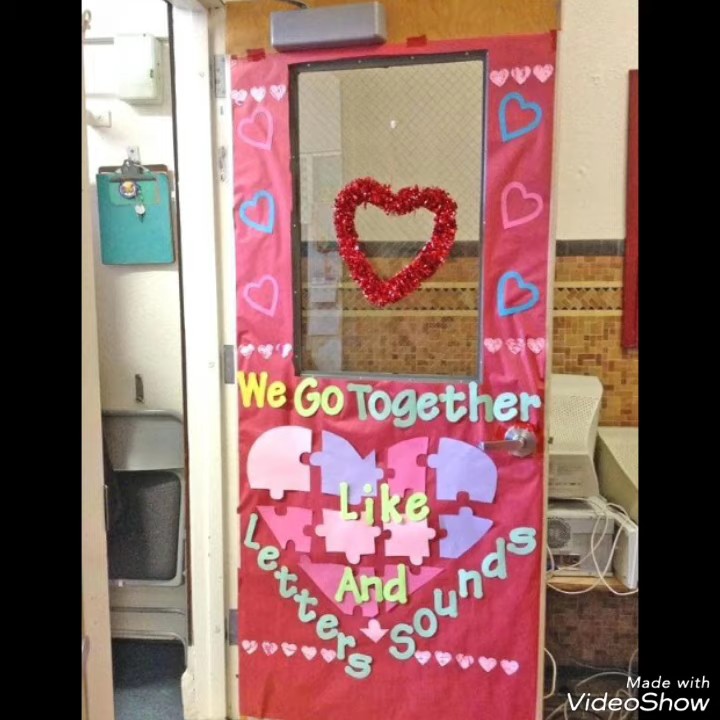 We Go Together
Like
And
Letters
Sounds
Made with
VideoShow